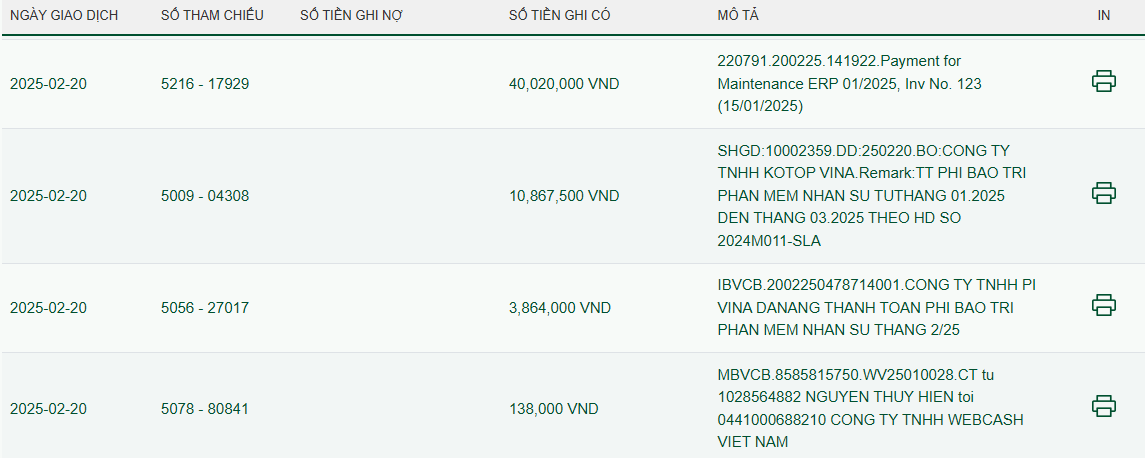 NGÀY GIAO DỊCH SỐ THAM CHIẾU SỐ TIỀN GHI NỢ SỐ TIỀN GHI CÓ MÔ TẢ IN
2025-02-20 5216 - 17929 40,020,000 VND 220791.200225.141922.Payment for
Maintenance ERP 01/2025, Inv No. 123
(15/01/2025)
2025-02-20 5009 - 04308 10,867,500 VND SHGD:10002359.DD:250220.BO:CONG TY
TNHH KOTOP VINA.Remark:TT PHI BAO TRI
PHAN MEM NHAN SU TUTHANG 01.2025
DEN THANG 03.2025 THEO HD SO
2024M011-SLA
2025-02-20 5056 - 27017 3,864,000 VND IBVCB.2002250478714001.CONG TY TNHH PI
VINA DANANG THANH TOAN PHI BAO TRI
PHAN MEM NHAN SU THANG 2/25
2025-02-20 5078 - 80841 138,000 VND MBVCB.8585815750.WV25010028.CT tu
1028564882 NGUYEN THUY HIEN toi
0441000688210 CONG TY TNHH WEBCASH
VIET NAM